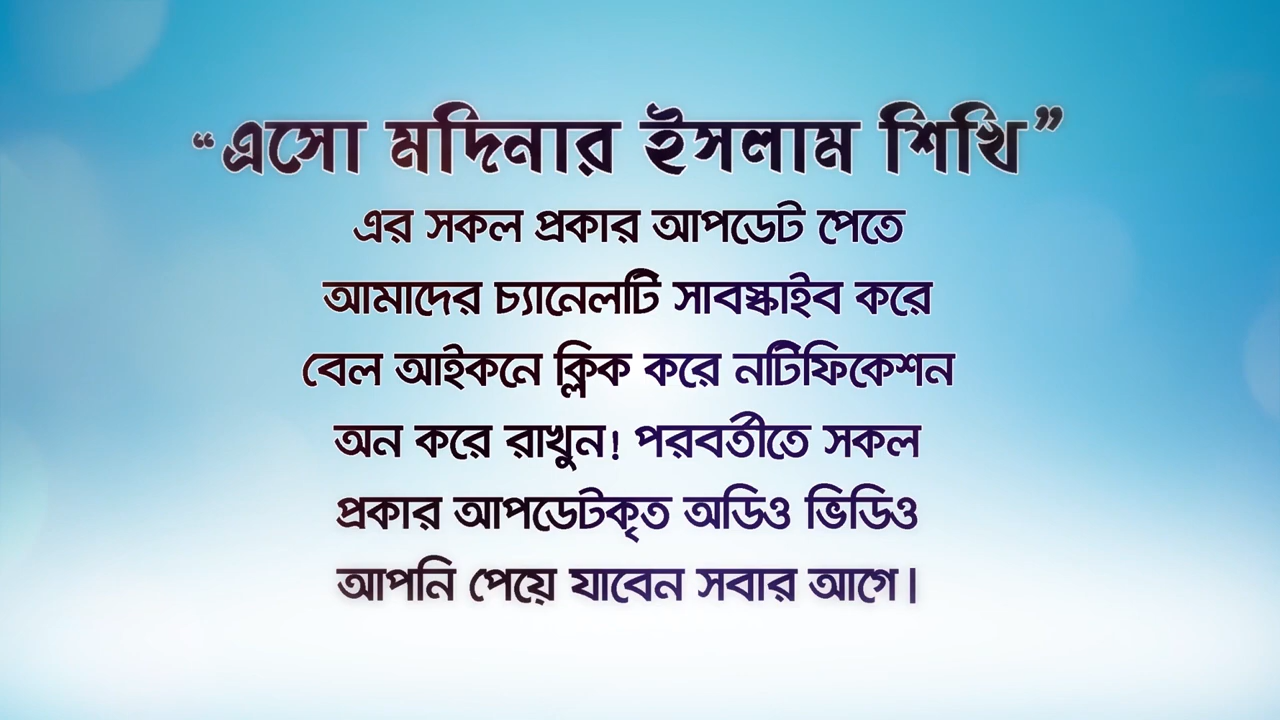 “এসো মদিনার ইসলাম শিখি”
এর সকল প্রকার আপডেট পেতে
আমাদের চ্যানেলটি সাবস্ক্রাইব করে
বেল আইকনে ক্লিক করে নটিফিকেশন
অন করে রাখুন! পরবর্তীতে সকল
প্রকার আপডেটকৃত অডিও ভিডিও
আপনি পেয়ে যাবেন সবার আগে।